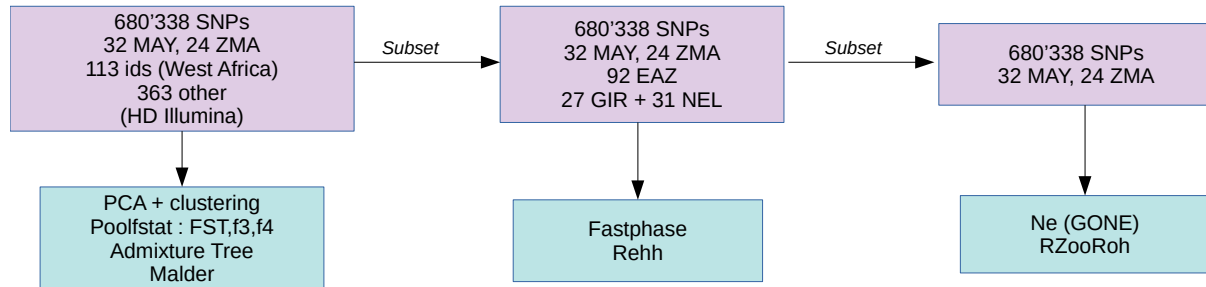 680’338 SNPs
32 MAY, 24 ZMA
113 ids (West Africa)
363 other
(HD Illumina)
Subset
680’338 SNPs
32 MAY, 24 ZMA
92 EAZ
27 GIR + 31 NEL
Subset
680’338 SNPs
32 MAY, 24 ZMA
PCA + clustering
Poolfstat : FST,f3,f4
Admixture Tree
Malder
Fastphase
Rehh
Ne (GONE)
RZooRoh